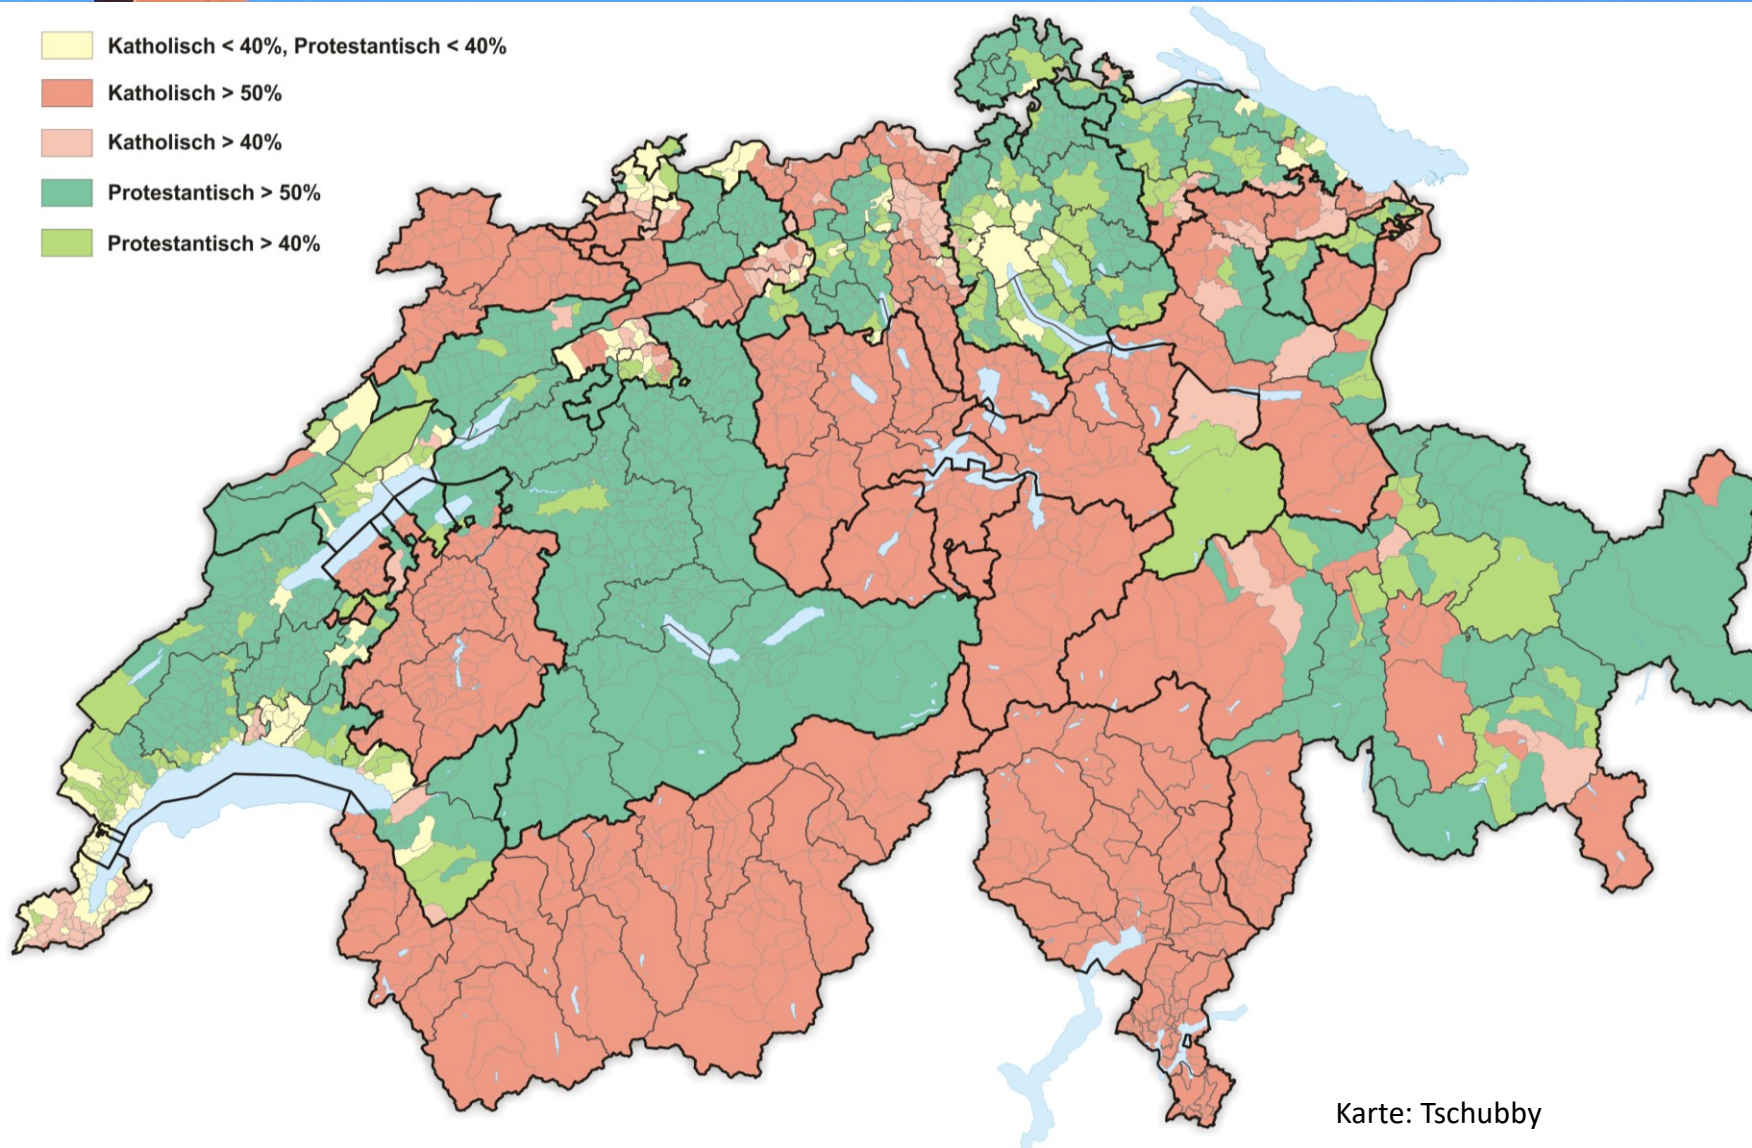 Katholisch < 40%, Protestantisch < 40%
Katholisch > 50%
Katholisch > 40%
Protestantisch > 50%
Protestantisch > 40%
Karte: Tschubby